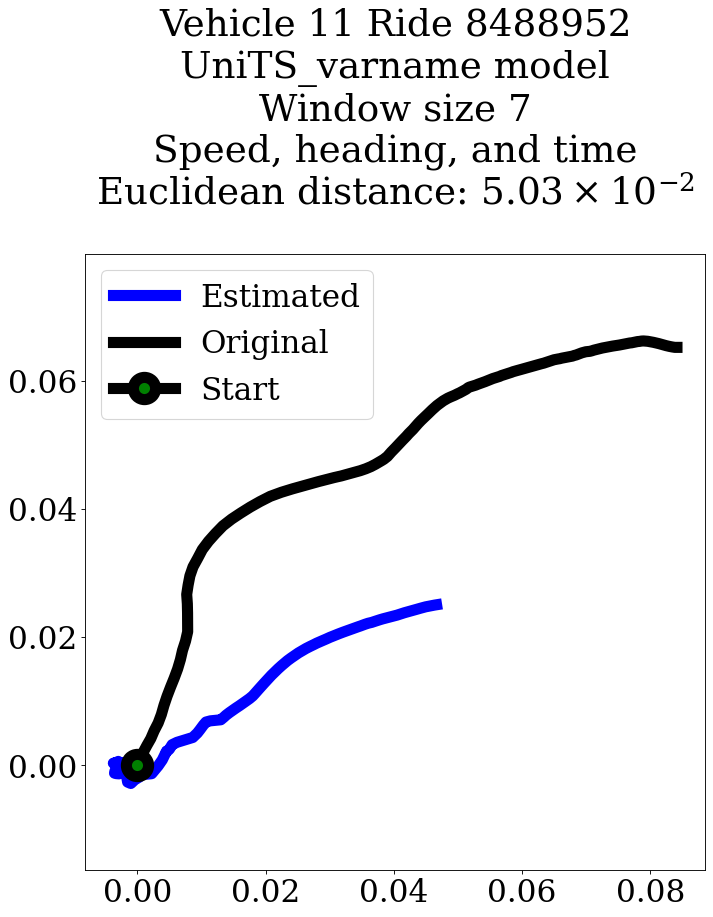 Vehicle 11 Ride 8488952
UniTS_varname model
Window size 7
Speed, heading, and time
Euclidean distance: 5.03 × 10⁻²
Estimated
Original
Start
0.06
0.04
0.02
0.00
0.00 0.02 0.04 0.06 0.08